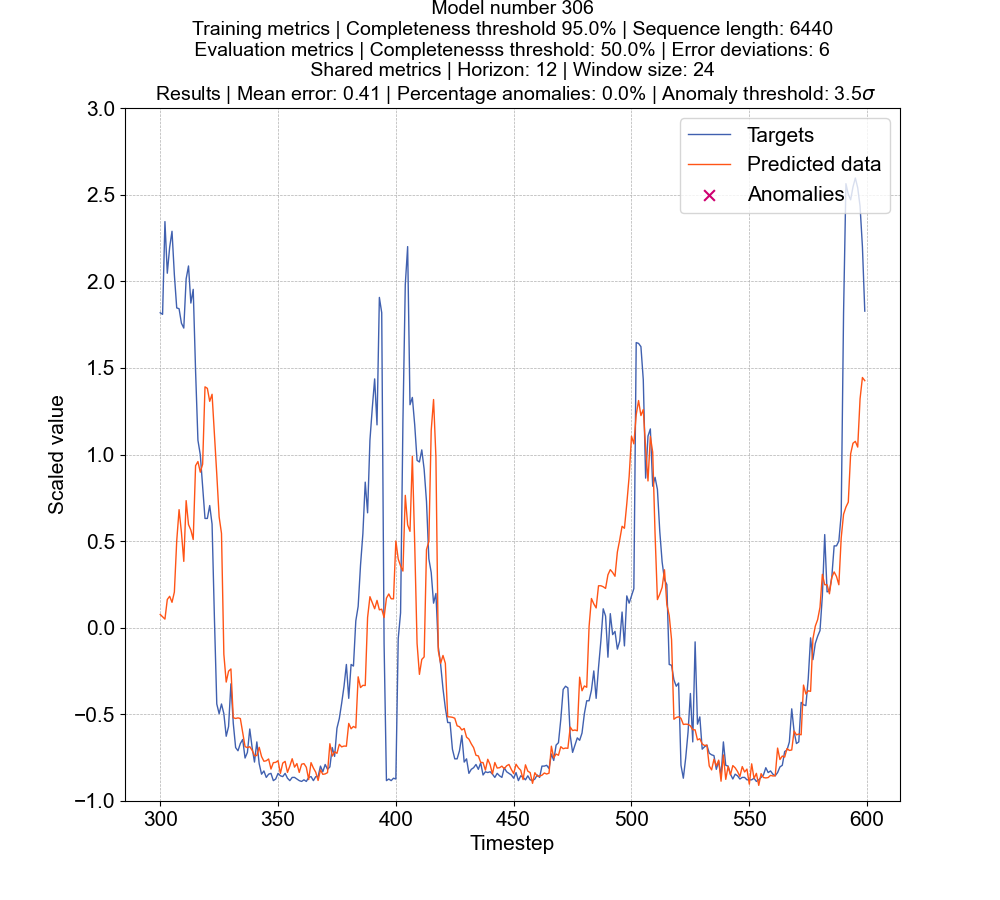 Model number 306
Training metrics | Completeness threshold 95.0% | Sequence length: 6440
Evaluation metrics | Completenesss threshold: 50.0% | Error deviations: 6
Shared metrics | Horizon: 12 | Window size: 24
Results | Mean error: 0.41 | Percentage anomalies: 0.0% | Anomaly threshold: 3.5σ
Targets
Predicted data
Anomalies
3.0
2.5
2.0
1.5
1.0
0.5
0.0
−0.5
−1.0
Scaled value
300
350
400
450
500
550
600
Timestep